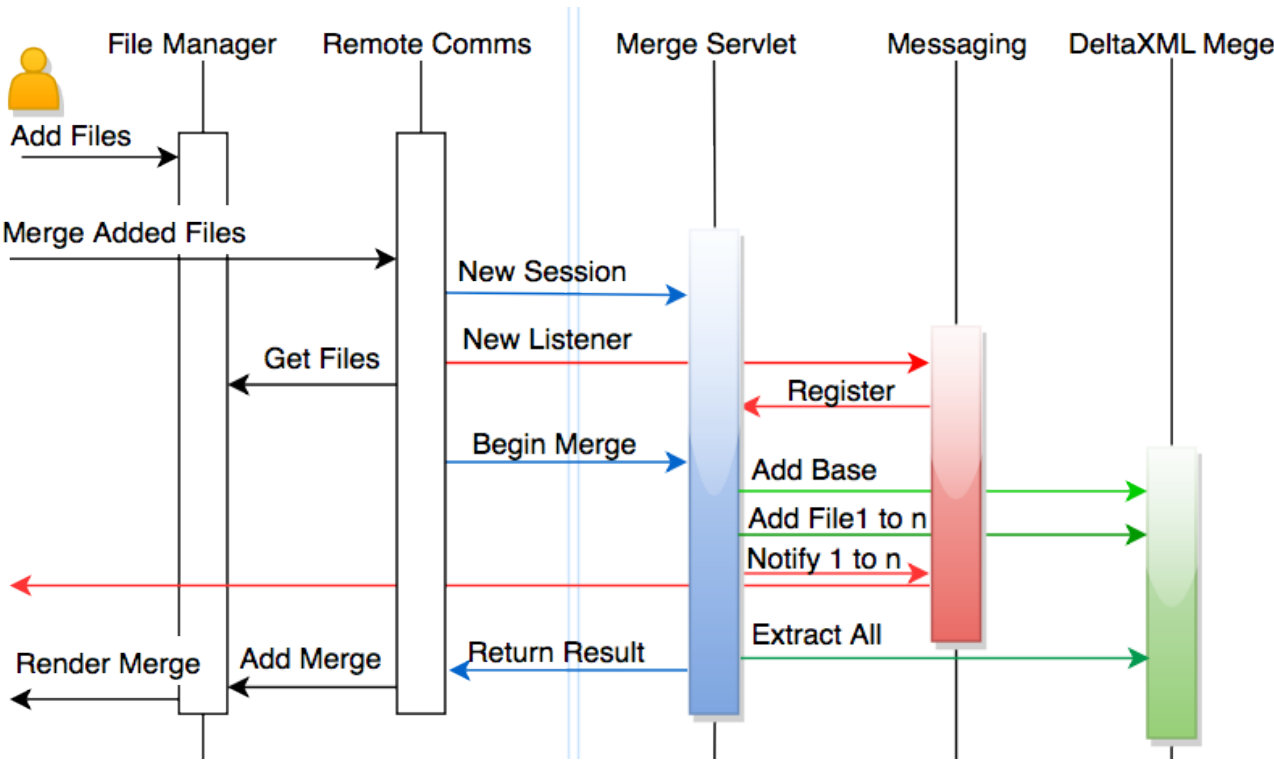 File Manager
Remote Comms
Merge Servlet
Messaging
DeltaXML Mege
Add Files
Merge Added Files
New Session
New Listener
Get Files
Register
Begin Merge
Add Base
Add File1 to n
Notify 1 to n
Extract All
Return Result
Add Merge
Render Merge